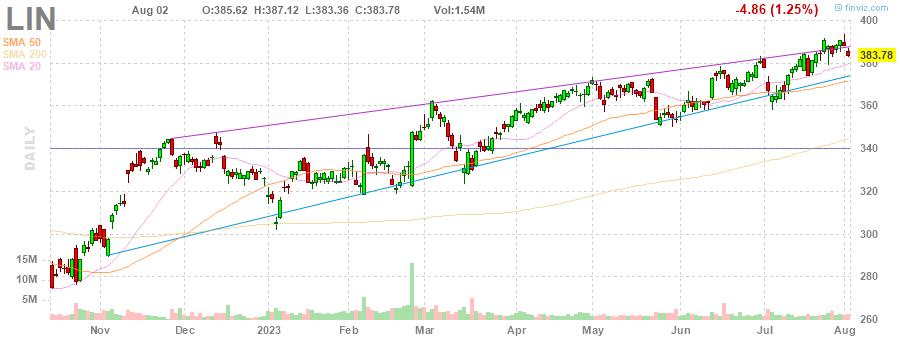 LIN
Aug 02 O:385.62 H:387.12 L:383.36 C:383.78 Vol:1.54M
-4.86 (1.25%)
© finviz.com
SMA 50
SMA 200
SMA 20
DAILY
400
383.78
380
360
340
320
300
280
260
15M
10M
5M
Nov Dec 2023 Feb Mar Apr May Jun Jul Aug